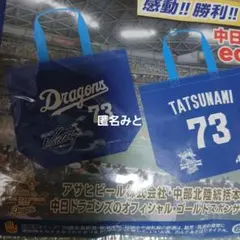 感動!!勝利!!
中日
ec
Dragons
73
TATSUNAMI
73
匿名みと
アサヒビール株式会社 中部北陸統括本
中日ドラゴンズのオフィシャル・ゴールドスポンサ